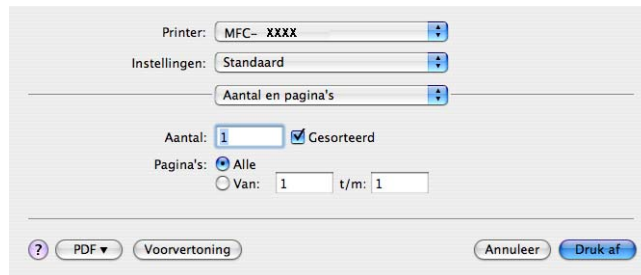 Printer: MFC- XXXX
Instellingen: Standaard
Aantal en pagina's
Aantal: 1 Gesorteerd
Pagina's: Alle
Van: 1 t/m: 1
? PDF ▾ Voorvertoning Annuleer Druk af